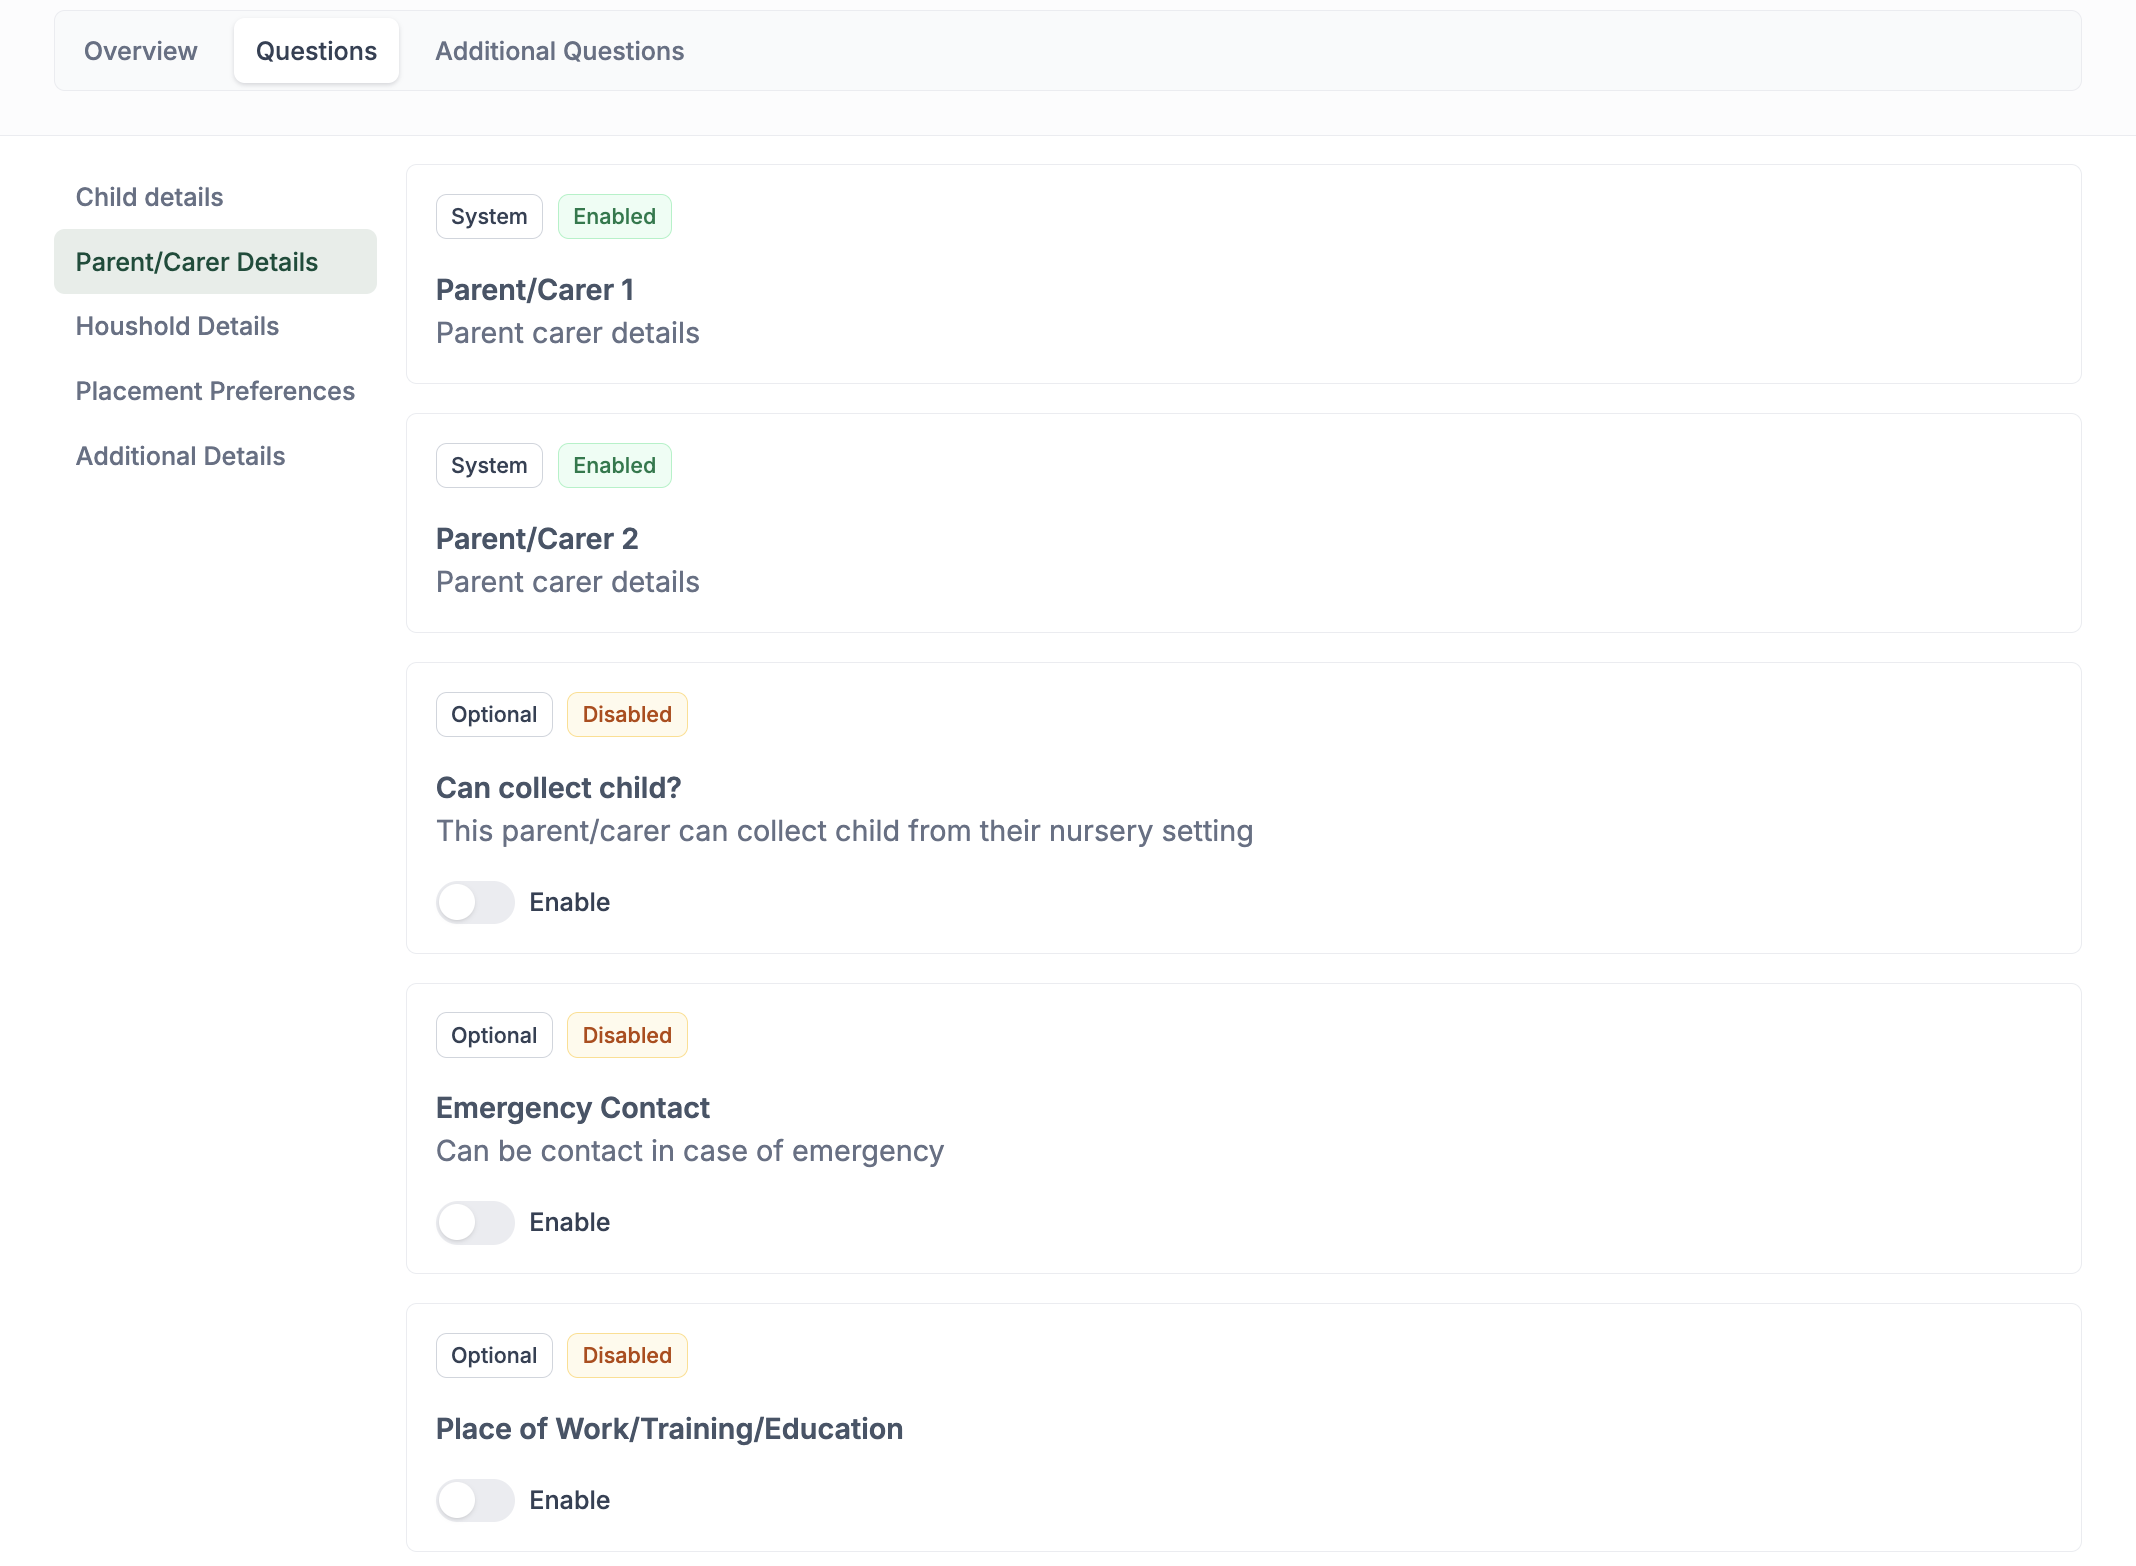 Overview
Questions
Additional Questions
Child details
Parent/Carer Details
Houshold Details
Placement Preferences
Additional Details
System
Enabled
Parent/Carer 1
Parent carer details
System
Enabled
Parent/Carer 2
Parent carer details
Optional
Disabled
Can collect child?
This parent/carer can collect child from their nursery setting
Enable
Optional
Disabled
Emergency Contact
Can be contact in case of emergency
Enable
Optional
Disabled
Place of Work/Training/Education
Enable